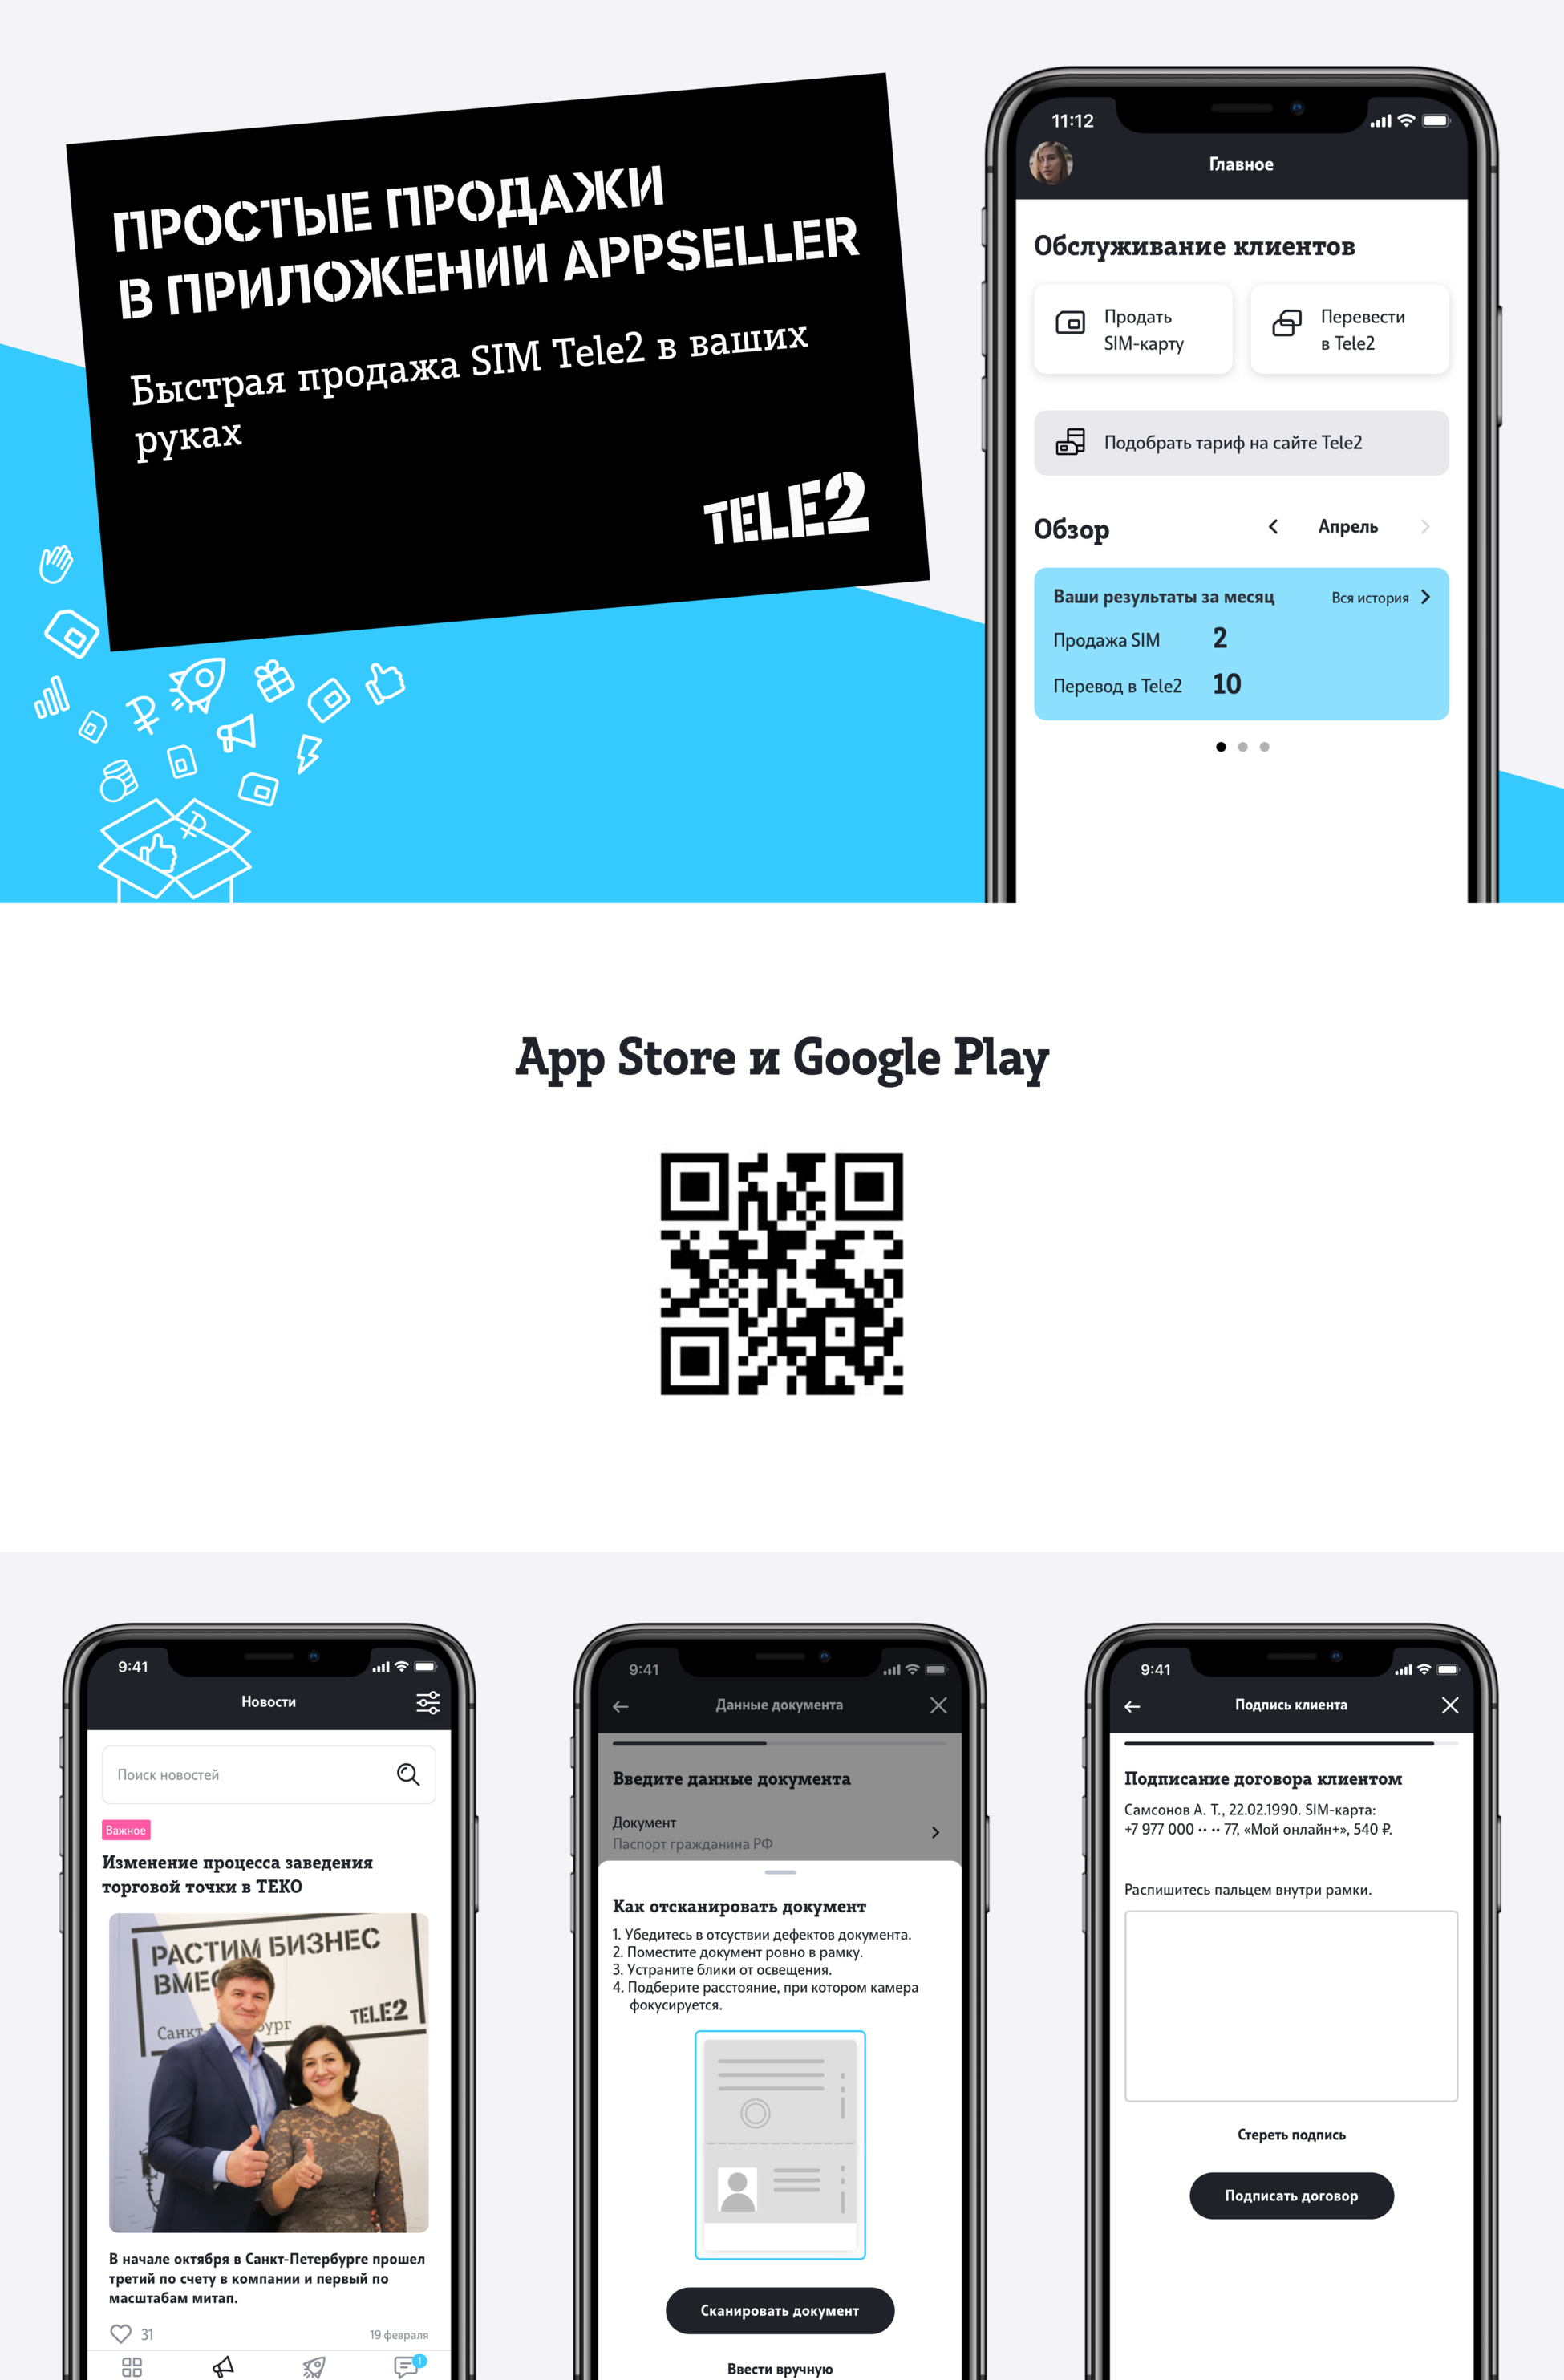 ПРОСТЫЕ ПРОДАЖИ
В ПРИЛОЖЕНИИ APPSELLER
Быстрая продажа SIM Tele2 в ваших
руках
TELE2
11:12
Главное
Обслуживание клиентов
Продать
SIM-карту
Перевести
в Tele2
Подобрать тариф на сайте Tele2
Обзор
Апрель
Ваши результаты за месяц
Вся история
Продажа SIM 2
Перевод в Tele2 10
App Store и Google Play
9:41
Новости
Поиск новостей
Важное
Изменение процесса заведения
торговой точки в ТЕКО
РАСТИМ БИЗНЕС
ВМЕС
TELE2
Санкт- бург
В начале октября в Санкт-Петербурге прошел
третий по счету в компании и первый по
масштабам митап.
31
19 февраля
1
9:41
Данные документа
Введите данные документа
Документ
Паспорт гражданина РФ
Как отсканировать документ
1. Убедитесь в отсуствии дефектов документа.
2. Поместите документ ровно в рамку.
3. Устраните блики от освещения.
4. Подберите расстояние, при котором камера
фокусируется.
Сканировать документ
Ввести вручную
9:41
Подпись клиента
Подписание договора клиентом
Самсонов А. Т., 22.02.1990. SIM-карта:
+7 977 000 •• •• 77, «Мой онлайн+», 540 ₽.
Распишитесь пальцем внутри рамки.
Стереть подпись
Подписать договор